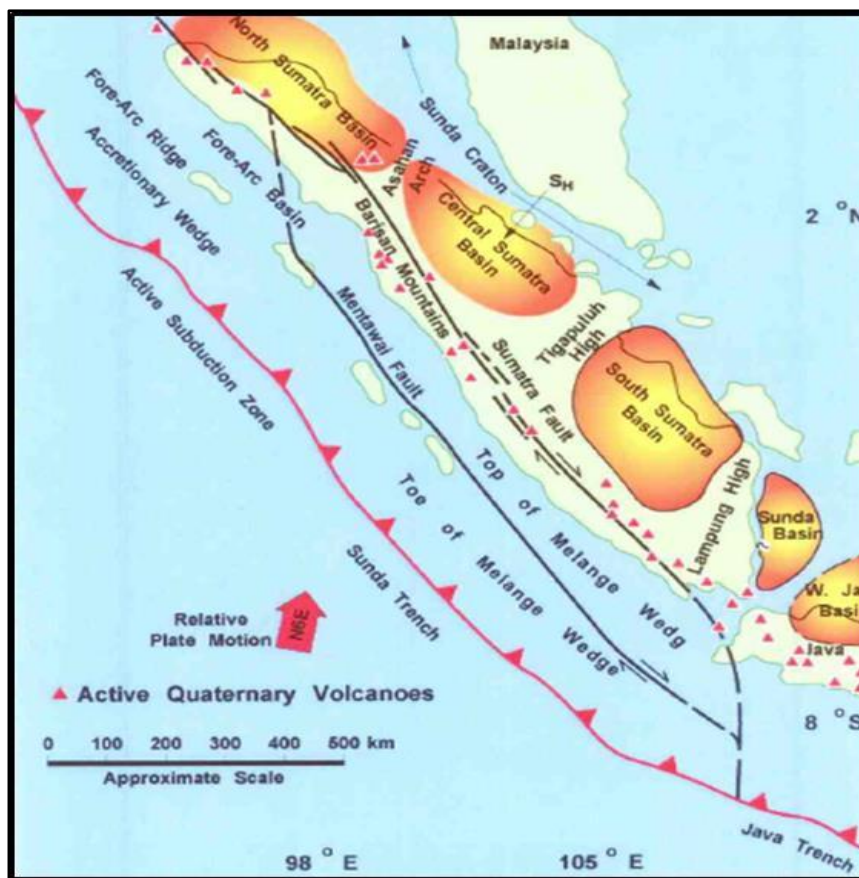 Malaysia
North Sumatra Basin
Fore-Arc Ridge
Accretionary Wedge
Fore-Arc Basin
Sunda Craton
Asahan
Arch
S_H
Central Sumatra
Basin
2 °N
Barisan Mountains
Active Subduction Zone
Mentawai Fault
Tigapuluh
High
Sumatra Fault
South Sumatra
Basin
Top of Melange Wedg
Toe of Melange Wedge
Lampung High
Sunda
Basin
?
Sunda Trench
W. Ja
Basi
Java
Relative
Plate Motion
N6E
Active Quaternary Volcanoes
8 °S
0 100 200 300 400 500 km
Approximate Scale
Java Trench
98 °E
105 °E